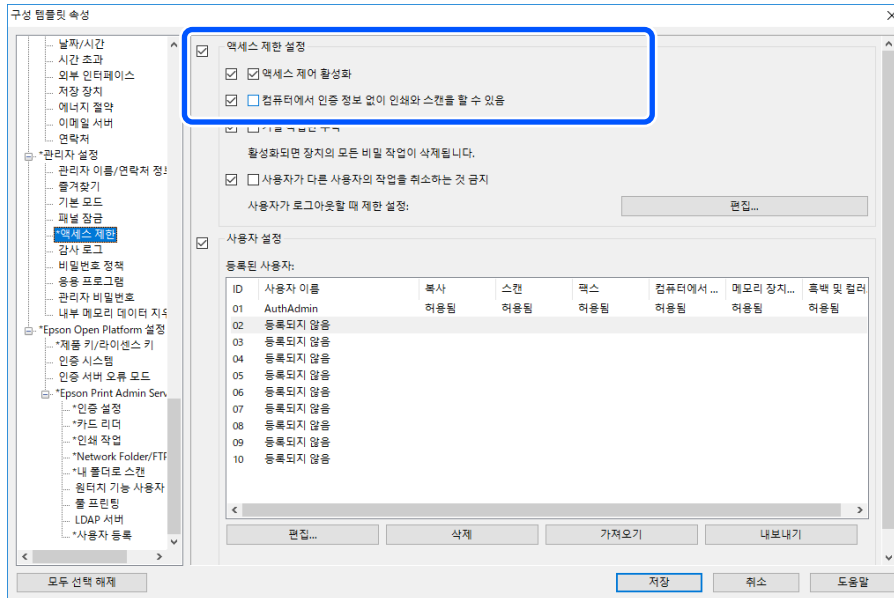 구성 템플릿 속성
날짜/시간
시간 초과
외부 인터페이스
저장 장치
에너지 절약
이메일 서버
연락처
*관리자 설정
관리자 이름/연락처 정보
즐겨찾기
기본 모드
패널 잠금
*액세스 제한
감사 로그
비밀번호 정책
응용 프로그램
관리자 비밀번호
내부 메모리 데이터 지우
*Epson Open Platform 설정
*제품 키/라이센스 키
인증 시스템
인증 서버 오류 모드
*Epson Print Admin Serv
*인증 설정
*카드 리더
*인쇄 작업
*Network Folder/FTP
*내 폴더로 스캔
원터치 기능 사용자
풀 프린팅
LDAP 서버
*사용자 등록
모두 선택 해제
액세스 제한 설정
액세스 제어 활성화
컴퓨터에서 인증 정보 없이 인쇄와 스캔을 할 수 있음
활성화되면 장치의 모든 비밀 작업이 삭제됩니다.
사용자가 다른 사용자의 작업을 취소하는 것 금지
사용자가 로그아웃할 때 제한 설정: 편집...
사용자 설정
등록된 사용자:
ID 사용자 이름 복사 스캔 팩스 컴퓨터에서 ... 메모리 장치... 흑백 및 컬러
01 AuthAdmin 허용됨 허용됨 허용됨 허용됨 허용됨 허용됨
02 등록되지 않음
03 등록되지 않음
04 등록되지 않음
05 등록되지 않음
06 등록되지 않음
07 등록되지 않음
08 등록되지 않음
09 등록되지 않음
10 등록되지 않음
편집... 삭제 가져오기 내보내기
저장 취소 도움말